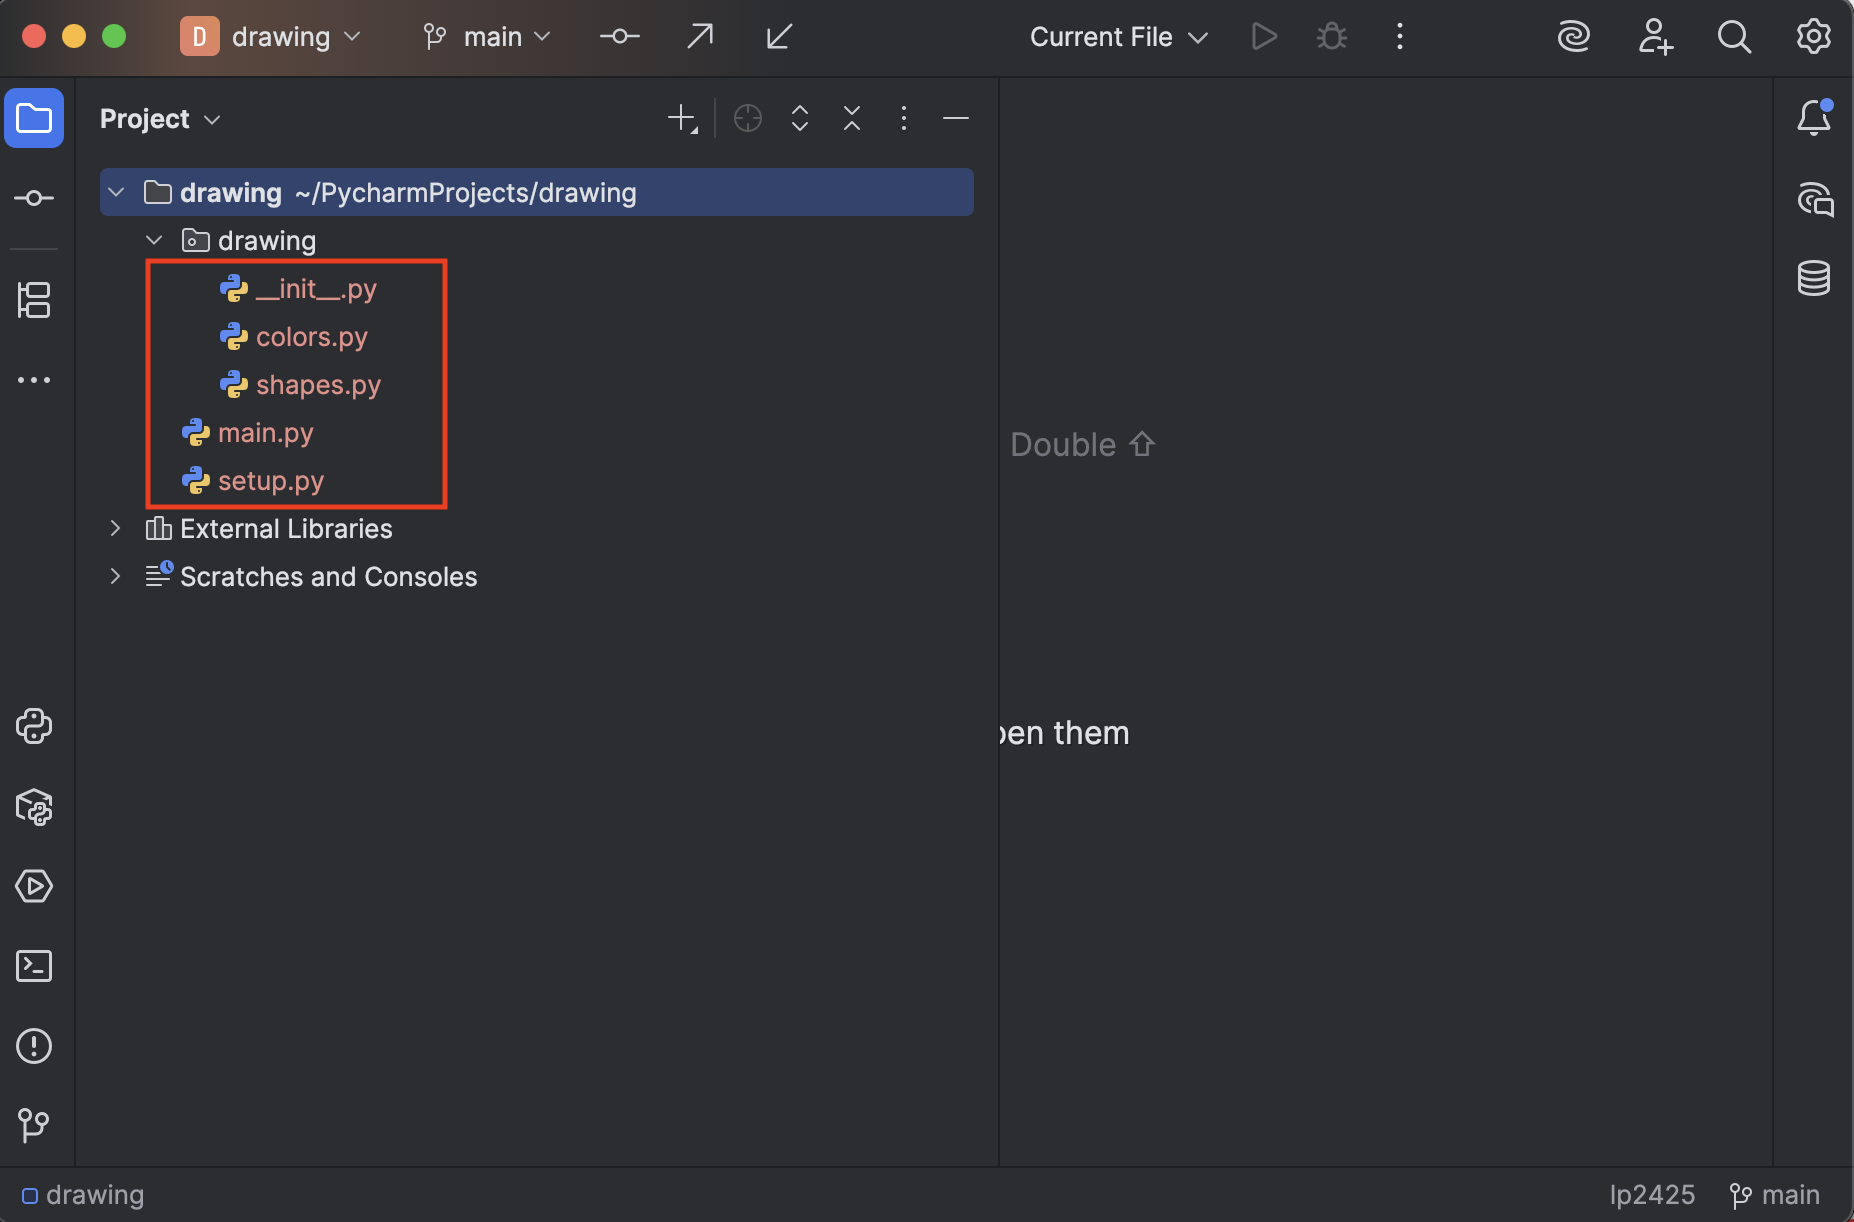 D drawing main Current File
Project
drawing ~/PycharmProjects/drawing
drawing
__init__.py
colors.py
shapes.py
main.py
setup.py
External Libraries
Scratches and Consoles
Double ⇧
pen them
drawing lp2425 main